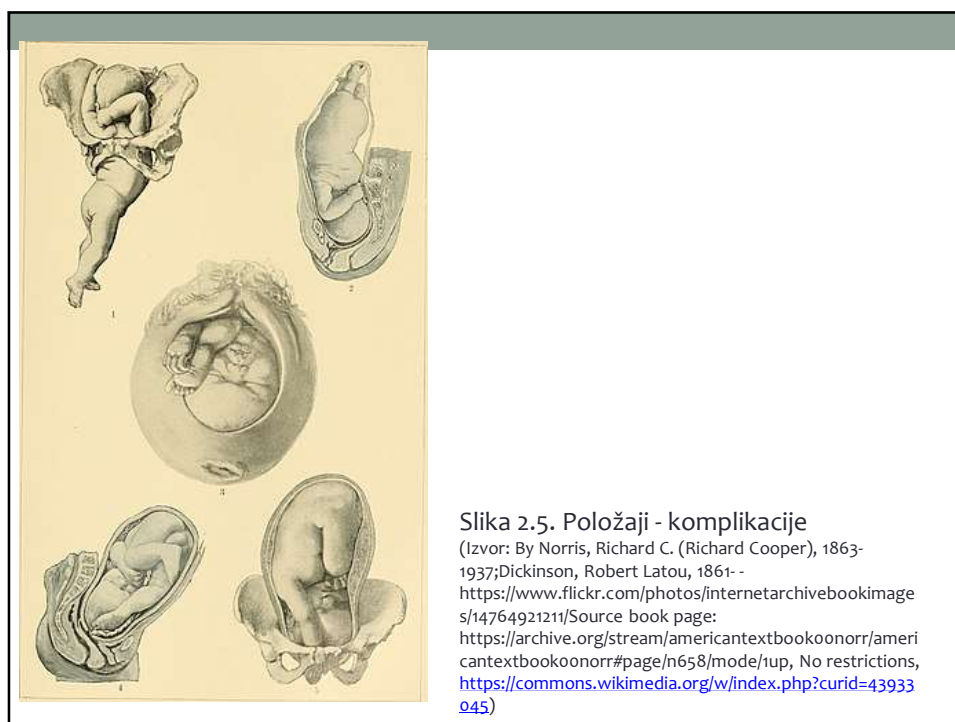 1
2
3
4
5
Slika 2.5. Položaji - komplikacije
(Izvor: By Norris, Richard C. (Richard Cooper), 1863-
1937;Dickinson, Robert Latou, 1861- -
https://www.flickr.com/photos/internetarchivebookimage
s/14764921211/Source book page:
https://archive.org/stream/americantextbook00norr/ameri
cantextbook00norr#page/n658/mode/1up, No restrictions,
https://commons.wikimedia.org/w/index.php?curid=43933
045)